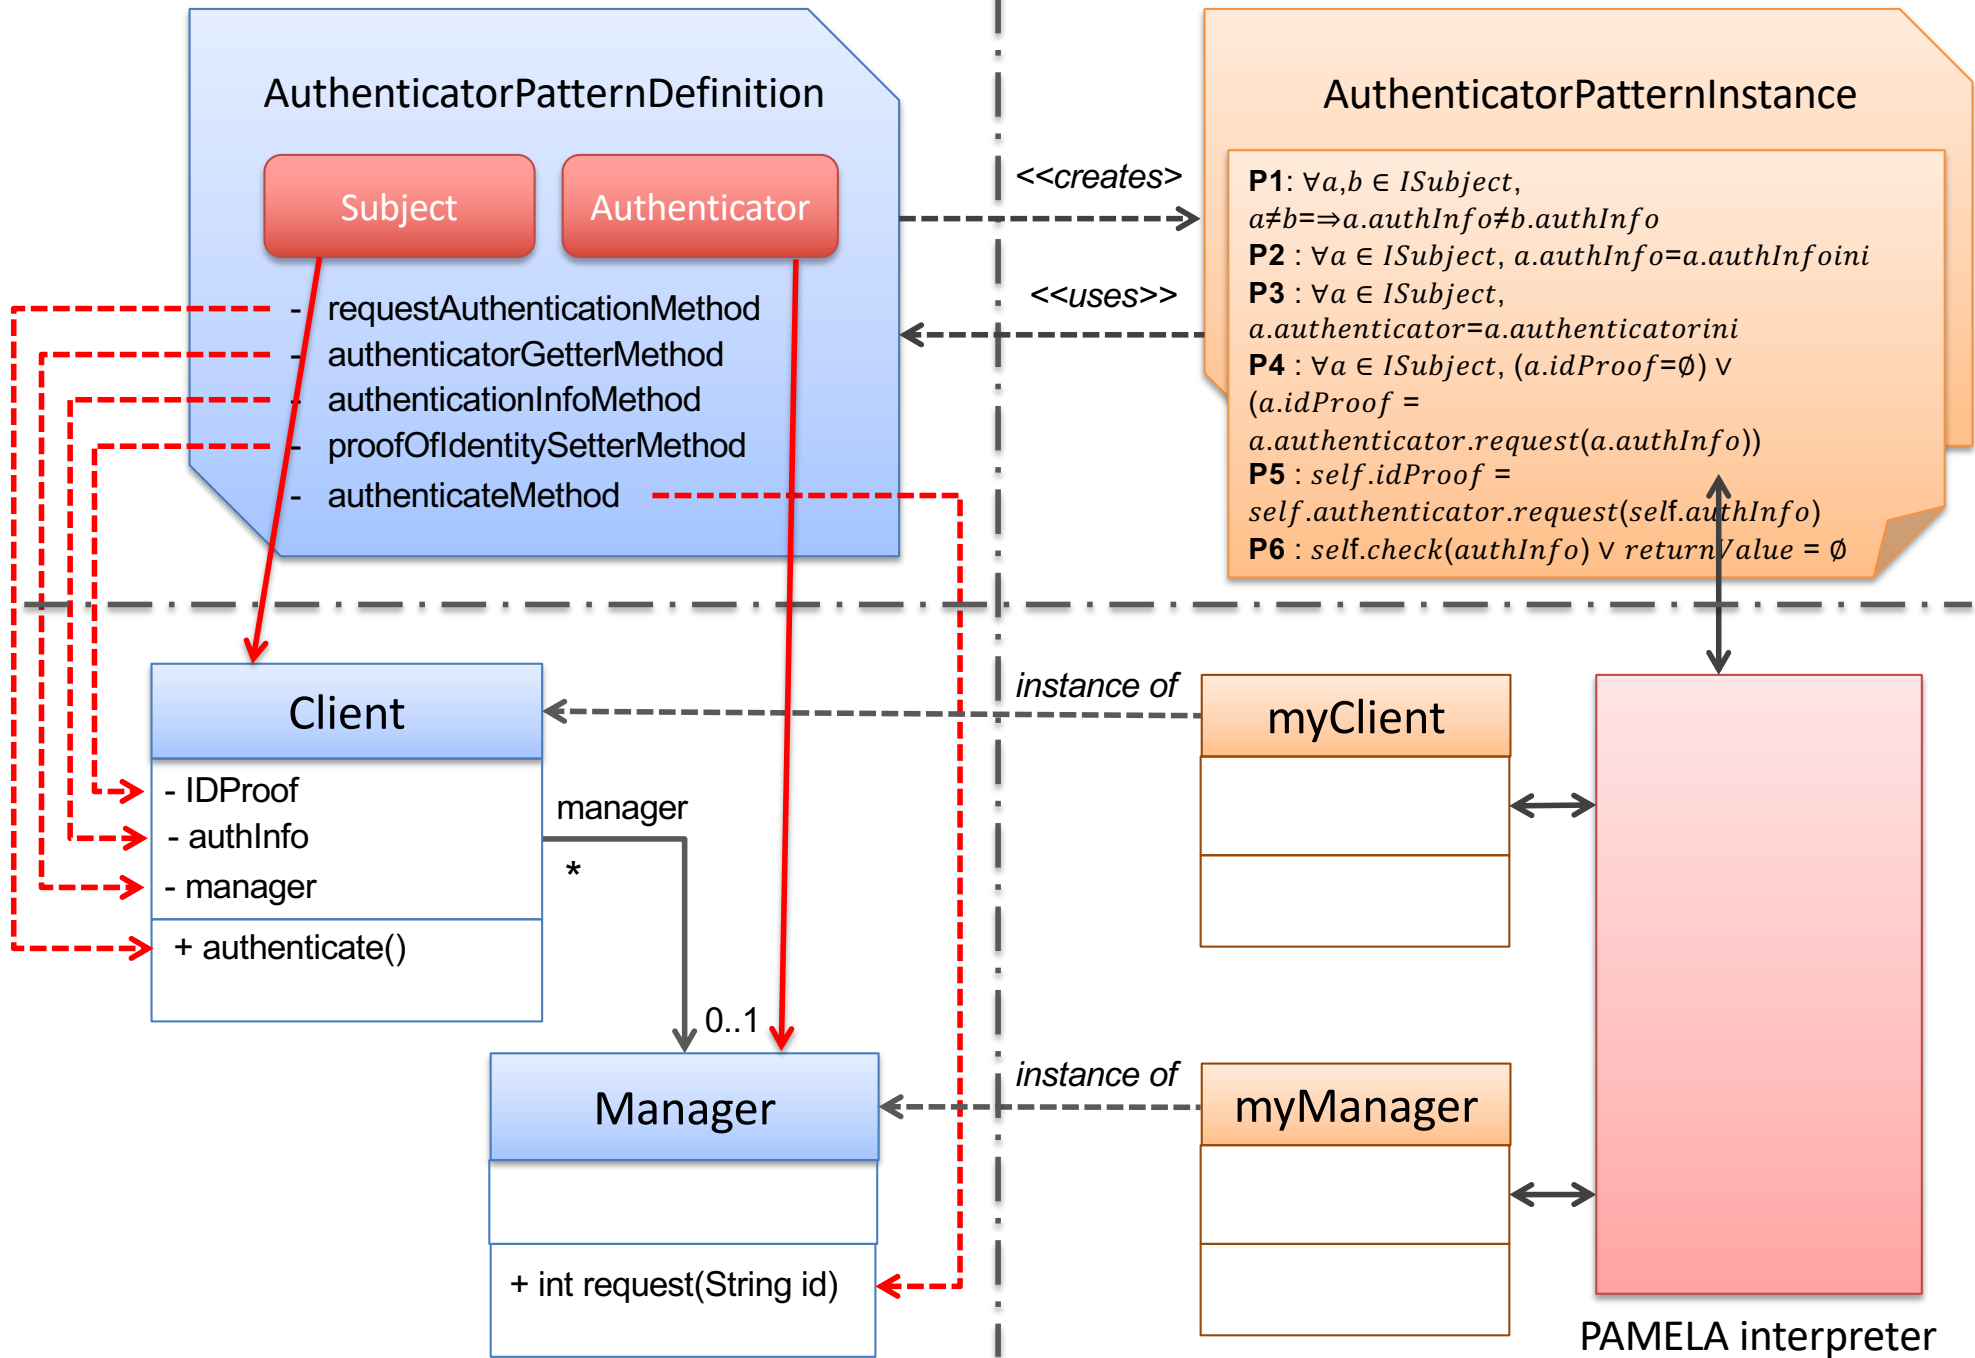 AuthenticatorPatternDefinition
Subject
Authenticator
- requestAuthenticationMethod
- authenticatorGetterMethod
- authenticationInfoMethod
- proofOfIdentitySetterMethod
- authenticateMethod
<<creates>
<<uses>>
AuthenticatorPatternInstance
P1: ∀a,b ∈ ISubject,
a≠b=⇒a.authInfo≠b.authInfo
P2 : ∀a ∈ ISubject, a.authInfo=a.authInfoini
P3 : ∀a ∈ ISubject,
a.authenticator=a.authenticatorini
P4 : ∀a ∈ ISubject, (a.idProof=∅) ∨
(a.idProof =
a.authenticator.request(a.authInfo))
P5 : self.idProof =
self.authenticator.request(self.authInfo)
P6 : self.check(authInfo) ∨ returnValue = ∅
Client
- IDProof
- authInfo
- manager
+ authenticate()
manager
*
0..1
Manager
+ int request(String id)
instance of
myClient
instance of
myManager
PAMELA interpreter